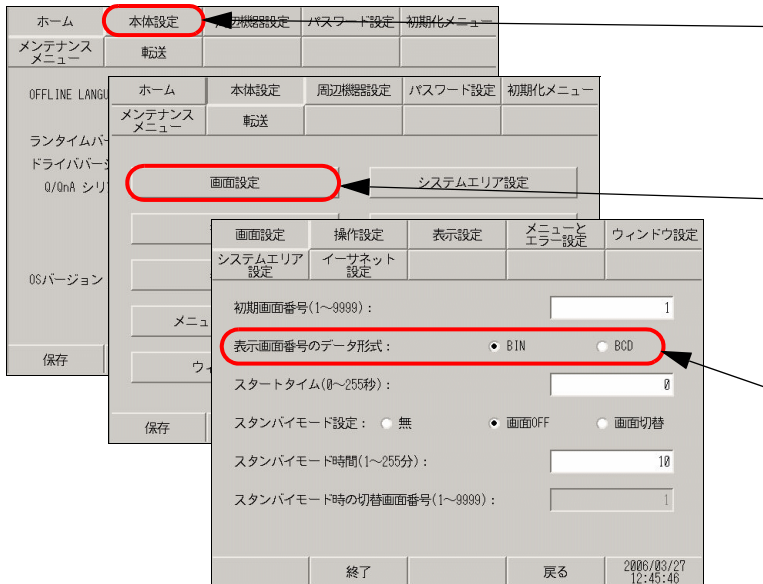 ホーム 本体設定 周辺機器設定 パスワード設定 初期化メニュー
メンテナンス
メニュー 転送
OFFLINE LANGU
ランタイムバ
ドライババー
Q/QnA シリ
OSバージョン
保存
ホーム 本体設定 周辺機器設定 パスワード設定 初期化メニュー
メンテナンス
メニュー 転送
画面設定 システムエリア設定
メニュ
ウィ
保存
画面設定 操作設定 表示設定 メニューと
エラー設定 ウィンドウ設定
システムエリア
設定 イーサネット
設定
初期画面番号(1～9999): 1
表示画面番号のデータ形式: BIN BCD
スタートタイム(0～255秒): 0
スタンバイモード設定: 無 画面OFF 画面切替
スタンバイモード時間(1～255分): 10
スタンバイモード時の切替画面番号(1～9999): 1
終了 戻る 2006/03/27
12:45:46